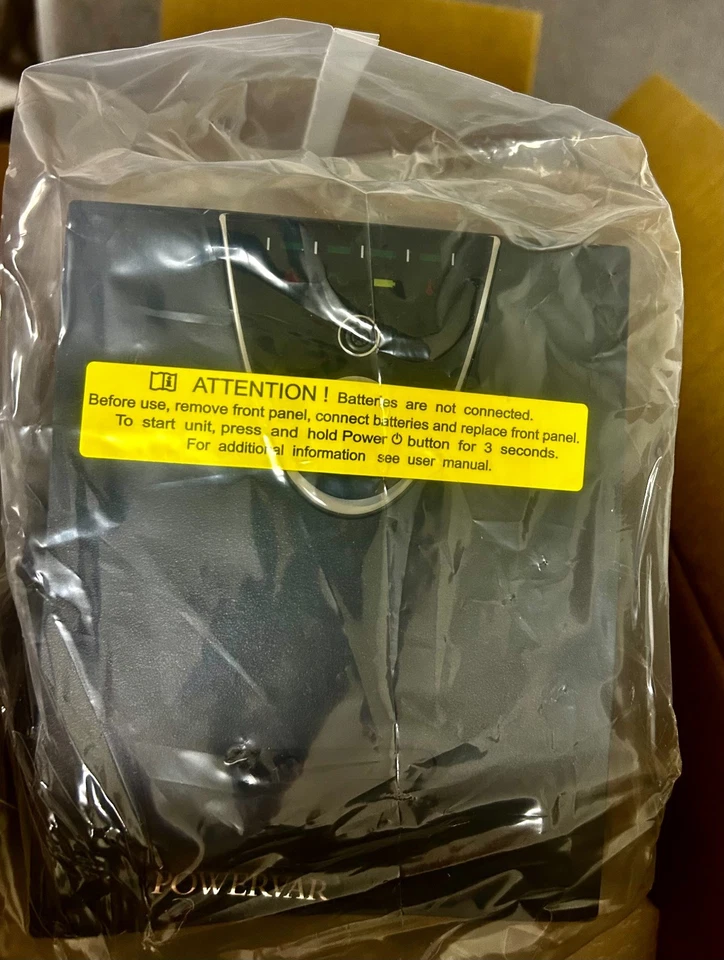 ATTENTION ! Batteries are not connected.
Before use, remove front panel, connect batteries and replace front panel.
To start unit, press and hold Power button for 3 seconds.
For additional information see user manual.
POWERVAR